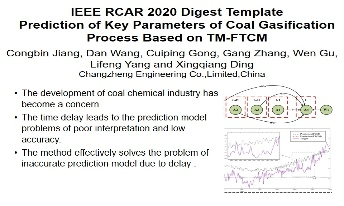 IEEE RCAR 2020 Digest Template
Prediction of Key Parameters of Coal Gasification
Process Based on TM-FTCM
Congbin Jiang, Dan Wang, Cuiping Gong, Gang Zhang, Wen Gu,
Lifeng Yang and Xingqiang Ding
Changzheng Engineering Co.,Limited,China
• The development of coal chemical industry has
become a concern
• The time delay leads to the prediction model
problems of poor interpretation and low
accuracy.
• The method effectively solves the problem of
inaccurate prediction model due to delay .